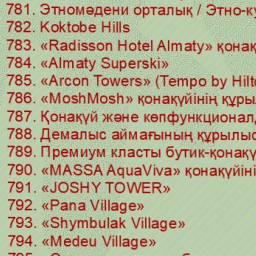 781. Этномәдени орталық / Этно-к
782. Koktobe Hills
783. «Radisson Hotel Almaty» қонақ
784. «Almaty Superski»
785. «Arcon Towers» (Tempo by Hilt
786. «MoshMosh» қонақүйінің құры
787. Қонақүй және көпфункционал
788. Демалыс аймағының құрылыс
789. Премиум класты бутик-қонақү
790. «MASSA AquaViva» қонақүйіні
791. «JOSHY TOWER»
792. «Pana Village»
793. «Shymbulak Village»
794. «Medeu Village»